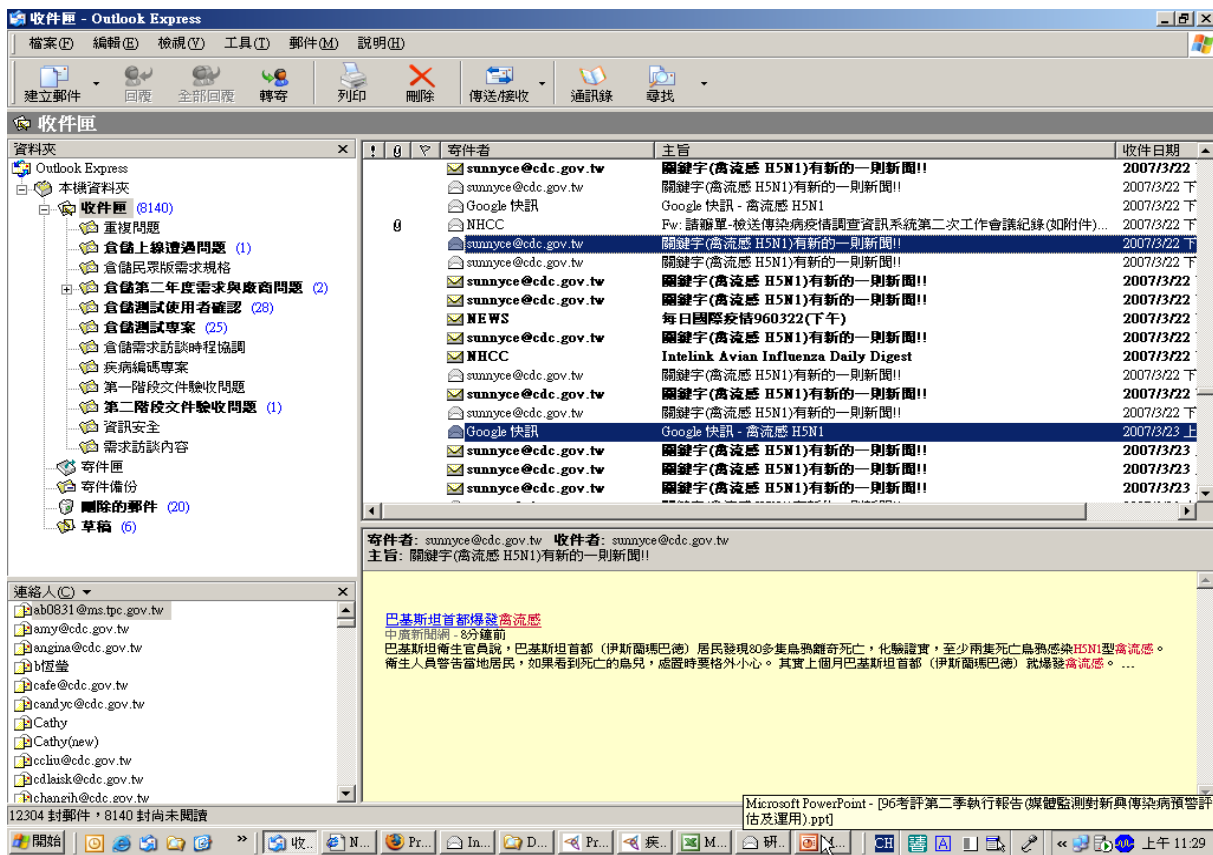 收件匣 - Outlook Express
檔案(F) 編輯(E) 檢視(V) 工具(T) 郵件(M) 說明(H)
建立郵件 回覆 全部回覆 轉寄 列印 刪除 傳送/接收 通訊錄 尋找
收件匣
資料夾
Outlook Express
本機資料夾
收件匣 (8140)
重複問題
倉儲上線遭遇問題 (1)
倉儲民眾版需求規格
倉儲第二年度需求與廠商問題 (2)
倉儲測試使用者確認 (28)
倉儲測試專案 (25)
倉儲需求訪談時程協調
疾病編碼專案
第一階段文件驗收問題
第二階段文件驗收問題 (1)
資訊安全
需求訪談內容
寄件匣
寄件備份
刪除的郵件 (20)
草稿 (6)
連絡人(C)
ab0831@ms.tpc.gov.tw
amy@cdc.gov.tw
angina@cdc.gov.tw
b恆瑩
cafe@cdc.gov.tw
candyc@cdc.gov.tw
Cathy
Cathy(new)
ccliu@cdc.gov.tw
cdlaisk@cdc.gov.tw
changih@cdc.gov.tw
寄件者 主旨 收件日期
sunnyce@cdc.gov.tw 關鍵字(禽流感 H5N1)有新的一則新聞!! 2007/3/22
sunnyce@cdc.gov.tw 關鍵字(禽流感 H5N1)有新的一則新聞!! 2007/3/22 下
Google 快訊 Google 快訊 - 禽流感 H5N1 2007/3/22 下
NHCC Fw: 請辦單-檢送傳染病疫情調查資訊系統第二次工作會議紀錄(如附件)... 2007/3/22 下
sunnyce@cdc.gov.tw 關鍵字(禽流感 H5N1)有新的一則新聞!! 2007/3/22 下
sunnyce@cdc.gov.tw 關鍵字(禽流感 H5N1)有新的一則新聞!! 2007/3/22 下
sunnyce@cdc.gov.tw 關鍵字(禽流感 H5N1)有新的一則新聞!! 2007/3/22
sunnyce@cdc.gov.tw 關鍵字(禽流感 H5N1)有新的一則新聞!! 2007/3/22
NEWS 每日國際疫情960322(下午) 2007/3/22
sunnyce@cdc.gov.tw 關鍵字(禽流感 H5N1)有新的一則新聞!! 2007/3/22
NHCC Intelink Avian Influenza Daily Digest 2007/3/22
sunnyce@cdc.gov.tw 關鍵字(禽流感 H5N1)有新的一則新聞!! 2007/3/22 下
sunnyce@cdc.gov.tw 關鍵字(禽流感 H5N1)有新的一則新聞!! 2007/3/22
sunnyce@cdc.gov.tw 關鍵字(禽流感 H5N1)有新的一則新聞!! 2007/3/22 下
Google 快訊 Google 快訊 - 禽流感 H5N1 2007/3/23 上
sunnyce@cdc.gov.tw 關鍵字(禽流感 H5N1)有新的一則新聞!! 2007/3/23
sunnyce@cdc.gov.tw 關鍵字(禽流感 H5N1)有新的一則新聞!! 2007/3/23
sunnyce@cdc.gov.tw 關鍵字(禽流感 H5N1)有新的一則新聞!! 2007/3/23
寄件者: sunnyce@cdc.gov.tw 收件者: sunnyce@cdc.gov.tw
主旨: 關鍵字(禽流感 H5N1)有新的一則新聞!!
巴基斯坦首都爆發禽流感
中廣新聞網 - 8分鐘前
巴基斯坦衛生官員說，巴基斯坦首都（伊斯蘭瑪巴德）居民發現80多隻烏鴉離奇死亡，化驗證實，至少兩隻死亡烏鴉感染H5N1型禽流感。
衛生人員警告當地居民，如果看到死亡的鳥兒，處置時要格外小心。 其實上個月巴基斯坦首都（伊斯蘭瑪巴德）就爆發禽流感。 ...
12304 封郵件，8140 封尚未閱讀
Microsoft PowerPoint - [96考評第二季執行報告(媒體監測對新興傳染病預警評
估及運用).ppt]
開始 收.. N... Pr... In... D... Pr... 疾.. M... 研.. M... CH A 上午 11:29